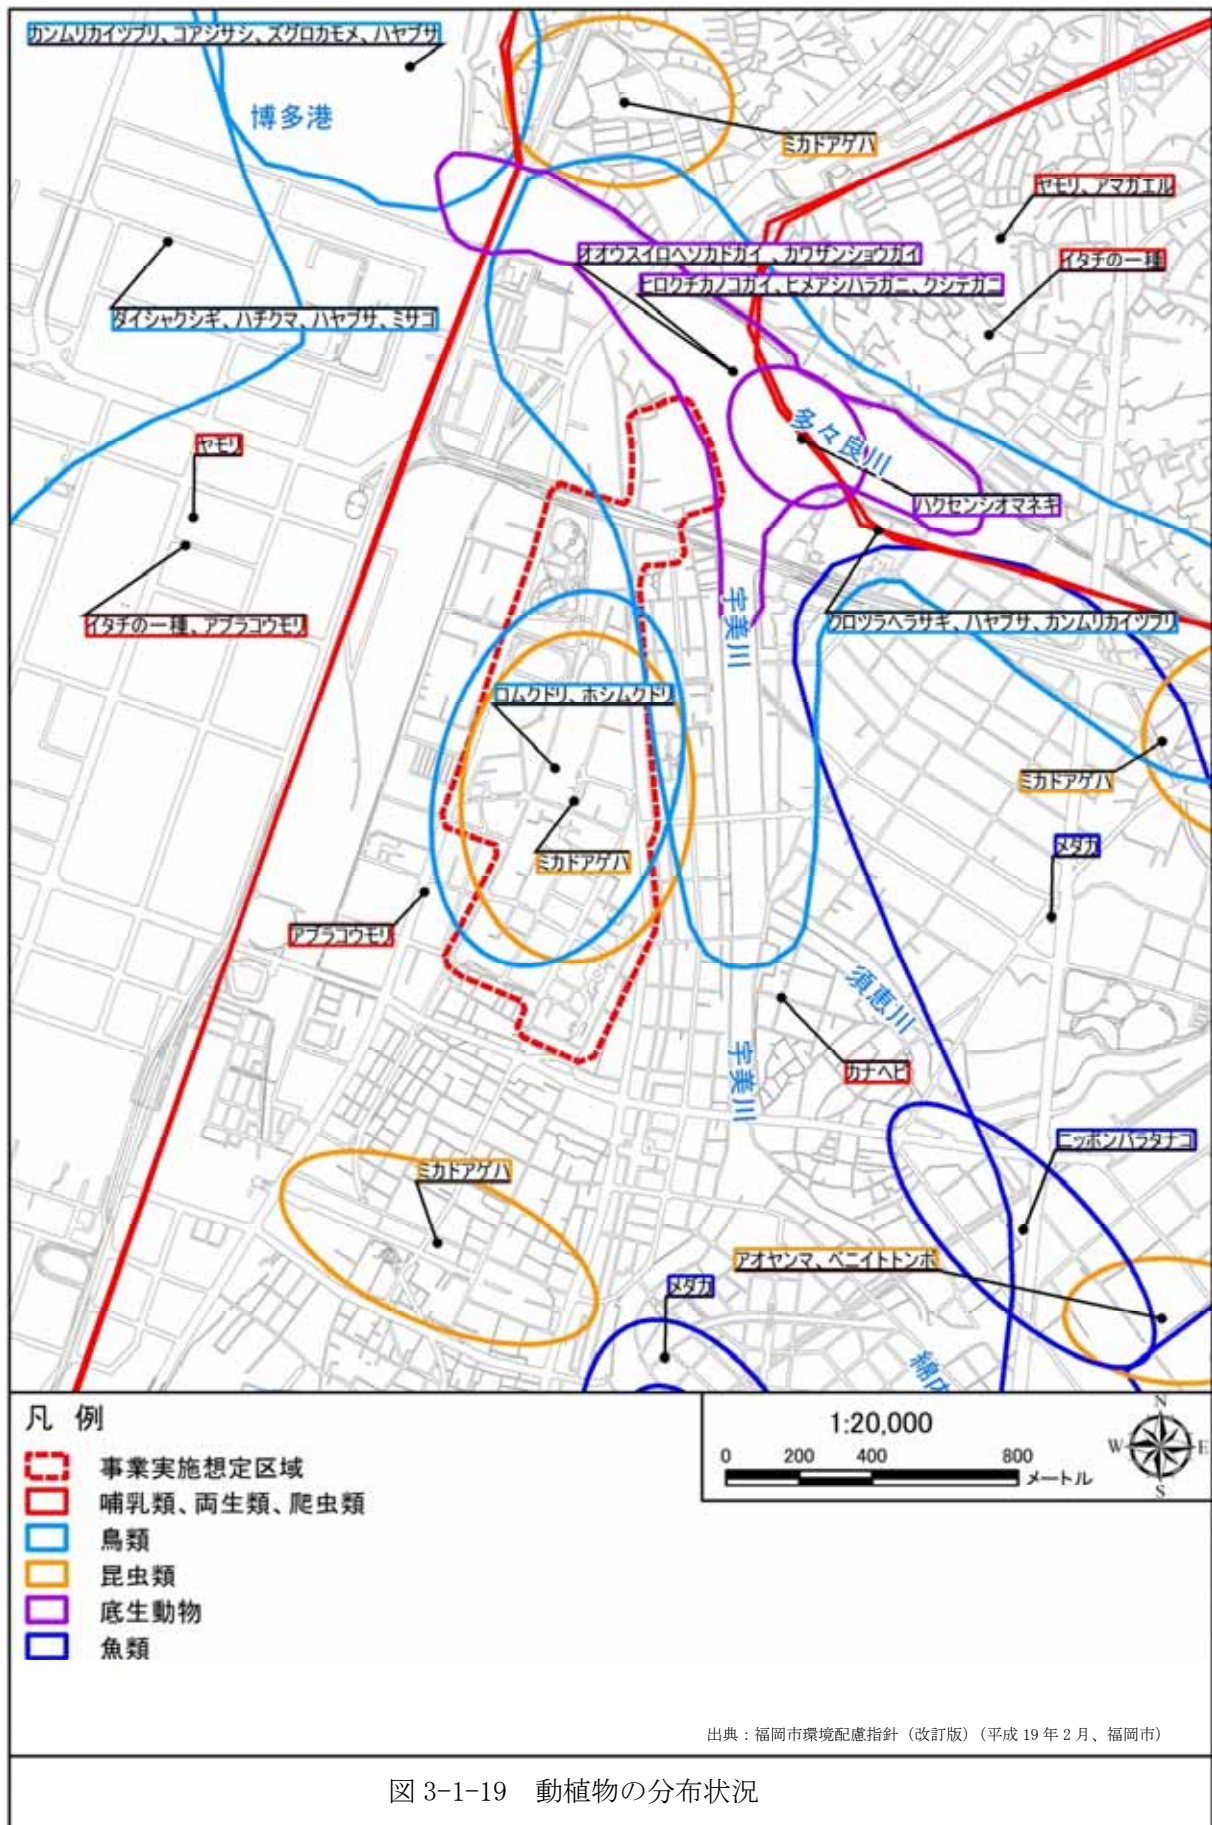 カンムリカイツブリ、コアジサシ、ズグロカモメ、ハヤブサ
博多港
ミカドアゲハ
ヤモリ、アマガエル
イタチの一種
オオウスイロヘソカドガイ、カワザンショウガイ
ヒロクチカノコガイ、ヒメアシハラガニ、クシテガニ
ダイシャクシギ、ハチクマ、ハヤブサ、ミサゴ
多々良川
ヤモリ
ハクセンシオマネキ
イタチの一種、アブラコウモリ
宇美川
クロツラヘラサギ、ハヤブサ、カンムリカイツブリ
コムクドリ、ホシムクドリ
ミカドアゲハ
メダカ
ミカドアゲハ
アブラコウモリ
須恵川
宇美川
カナヘビ
ニッポンバラタナゴ
ミカドアゲハ
アオヤンマ、ベニイトトンボ
メダカ
凡 例
事業実施想定区域
哺乳類、両生類、爬虫類
鳥類
昆虫類
底生動物
魚類
1:20,000
0 200 400 800
メートル
N
W E
S
出典:福岡市環境配慮指針(改訂版)(平成 19 年 2 月、福岡市)
図 3-1-19 動植物の分布状況